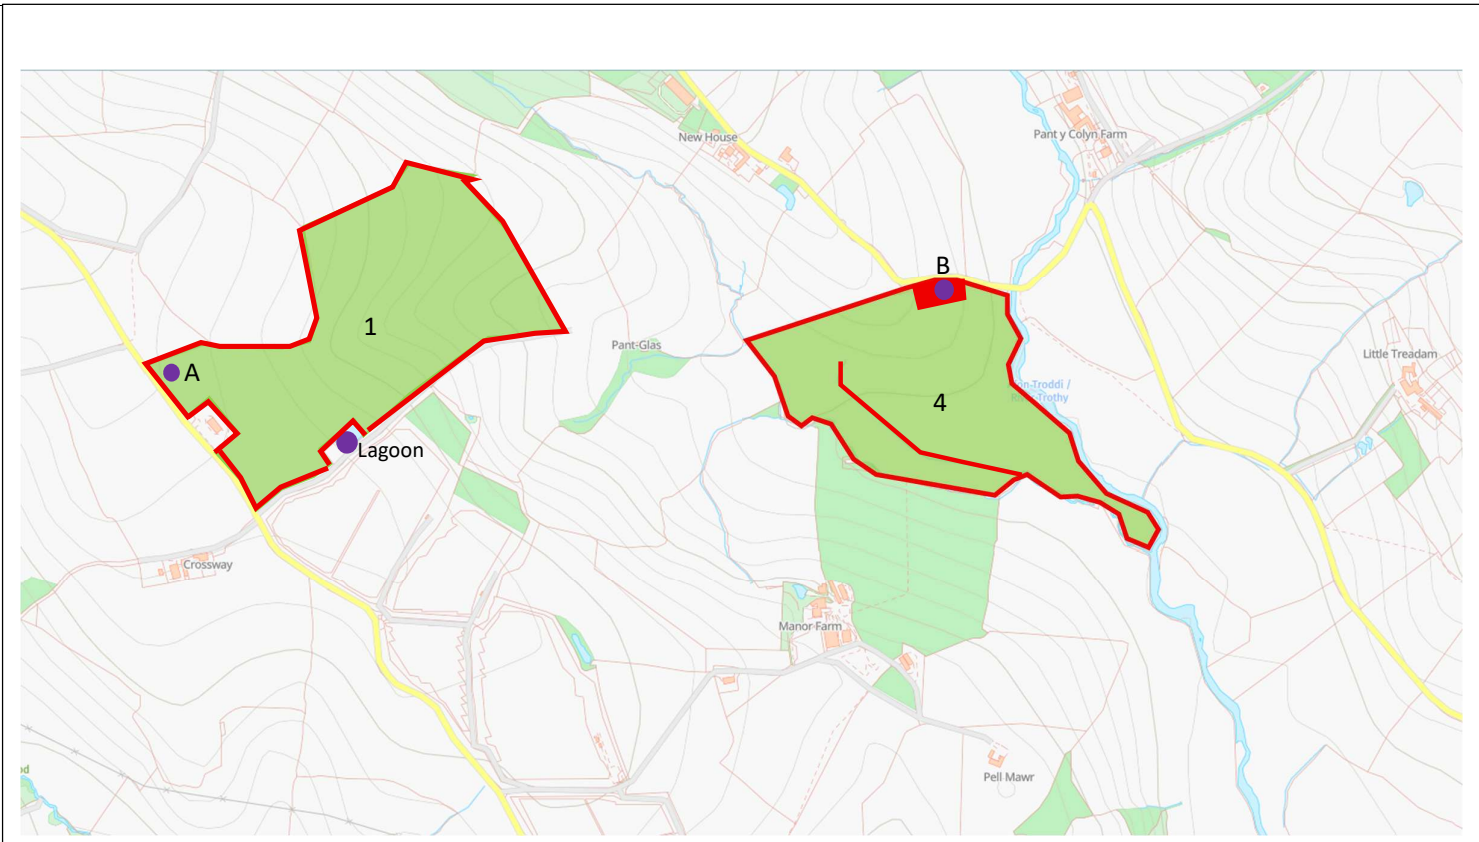 New House
Pant y Colyn Farm
B
1
Pant-Glas
Little Treadam
A
4
Lagoon
Crossway
Manor Farm
Pell Mawr